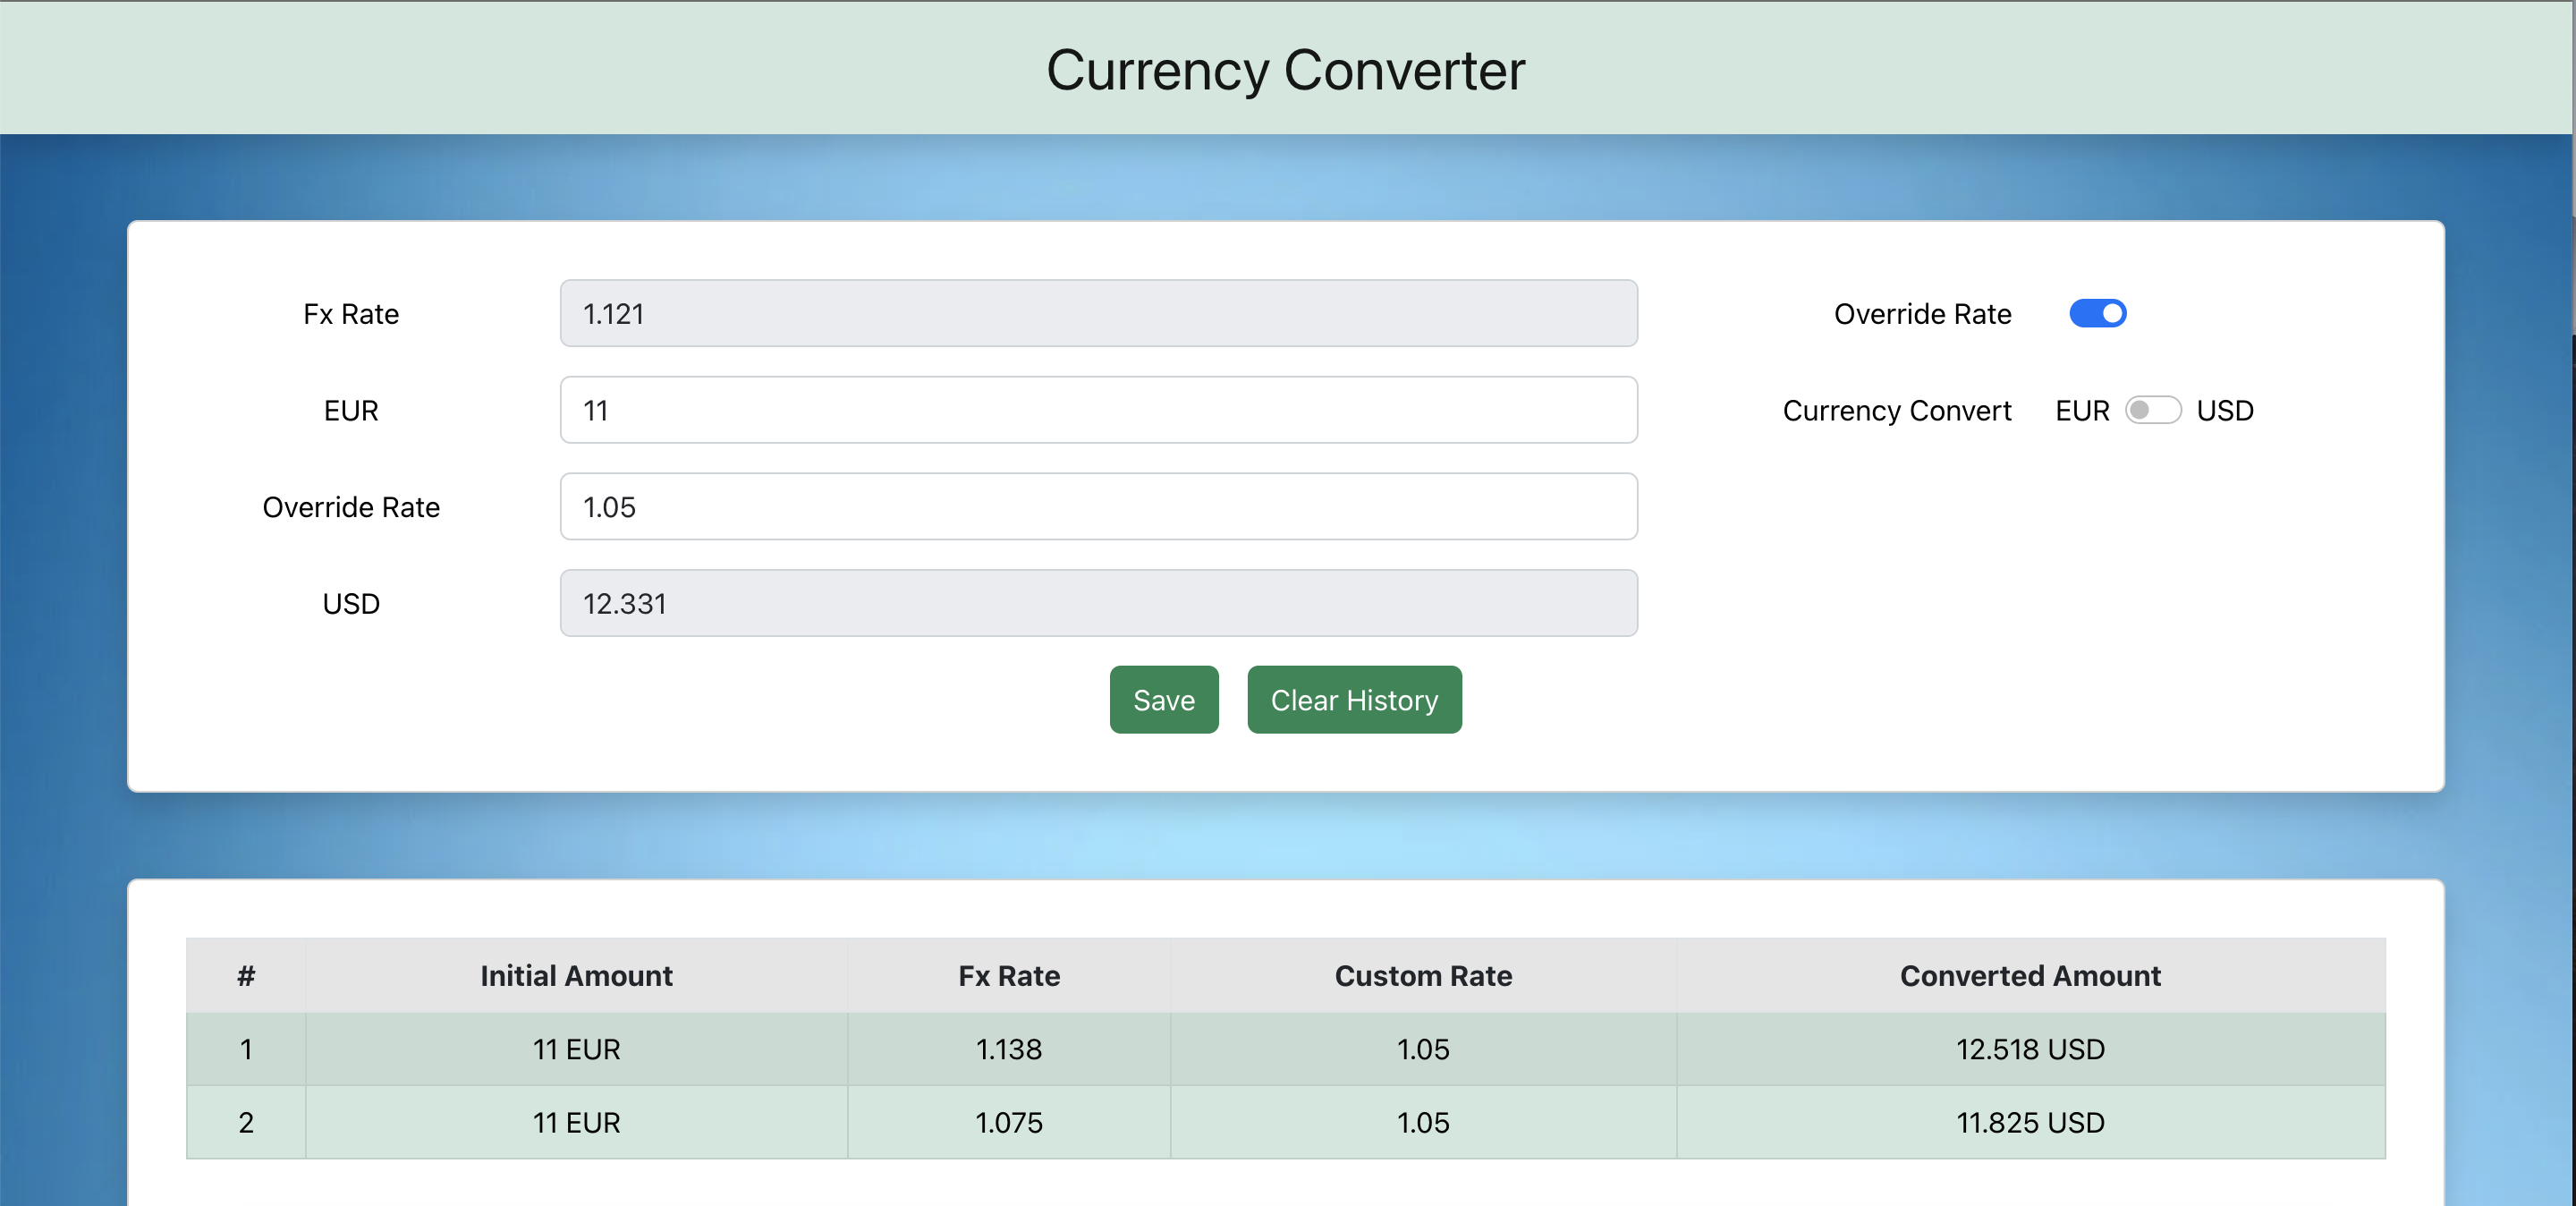 Currency Converter
Fx Rate 1.121 Override Rate
EUR 11 Currency Convert EUR USD
Override Rate 1.05
USD 12.331
Save Clear History
# Initial Amount Fx Rate Custom Rate Converted Amount
1 11 EUR 1.138 1.05 12.518 USD
2 11 EUR 1.075 1.05 11.825 USD